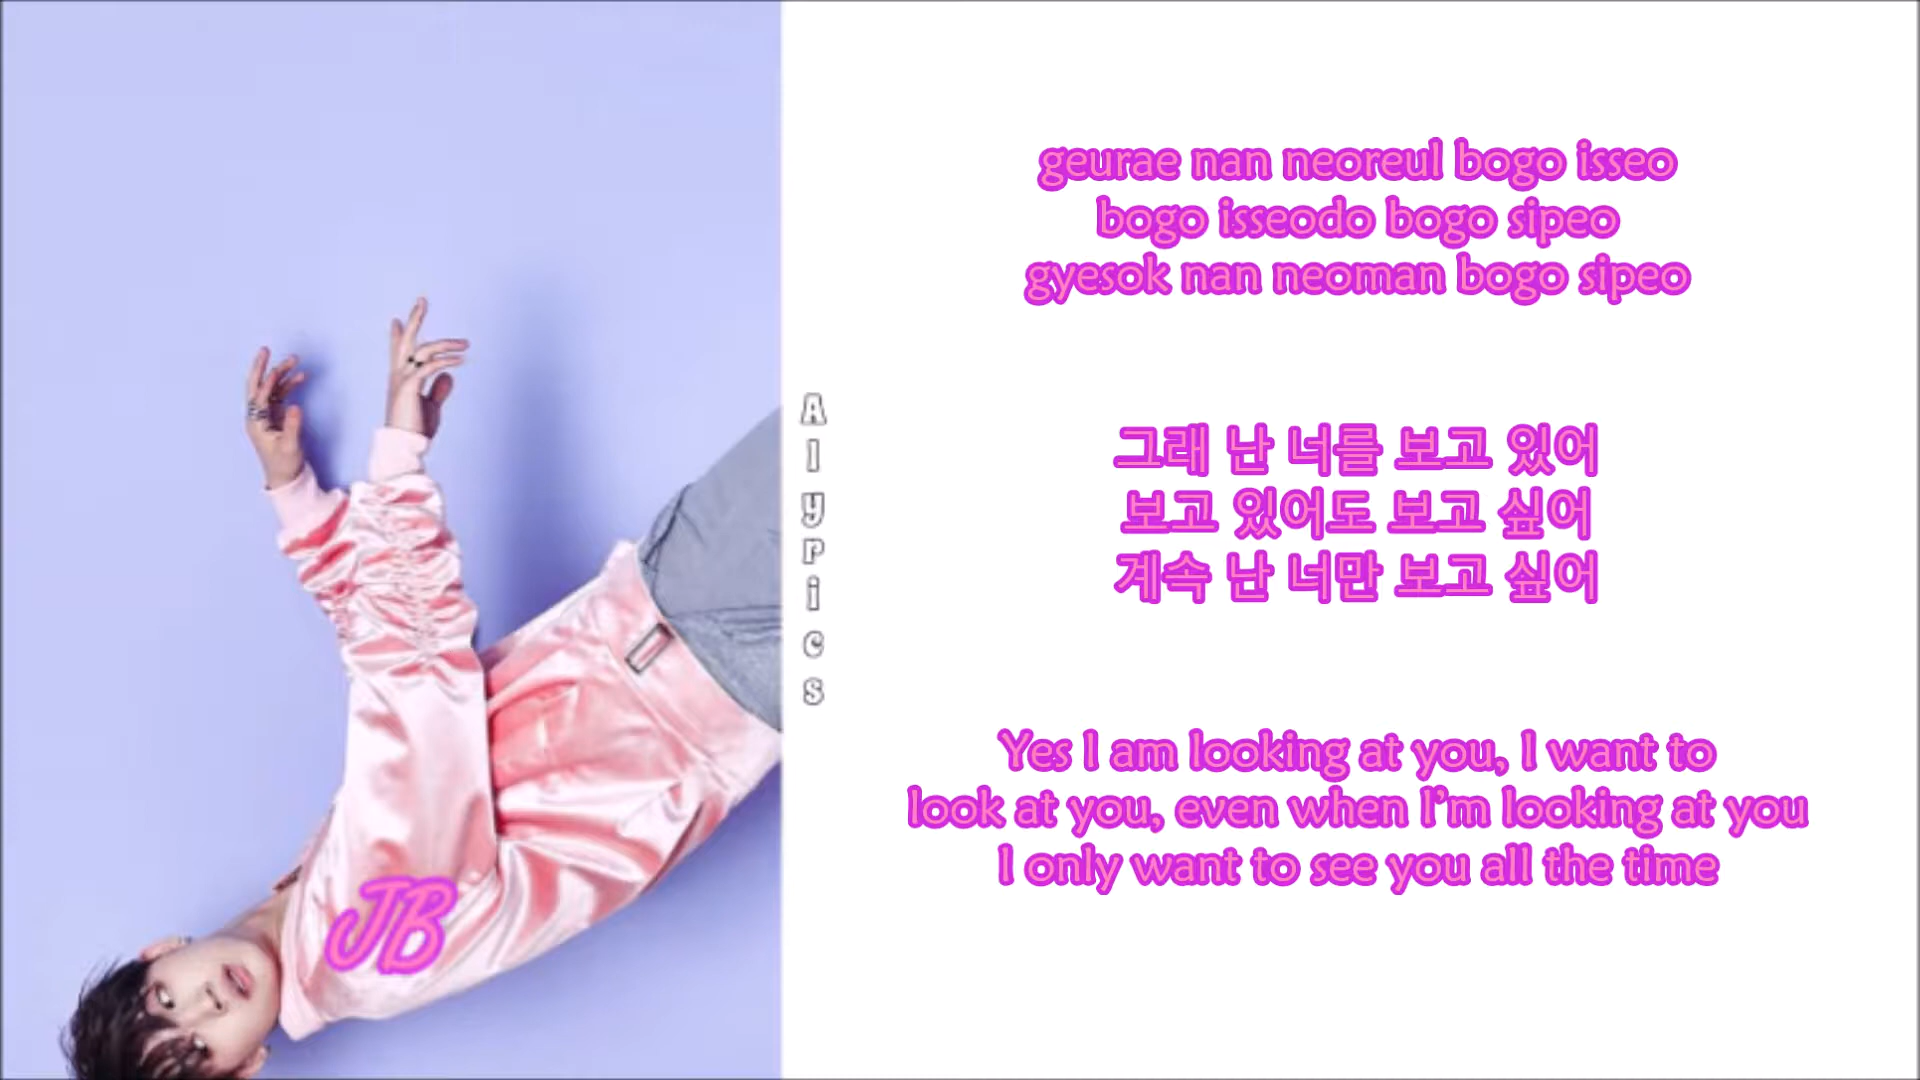 JB
Alyrics
geurae nan neoreul bogo isseo
bogo isseodo bogo sipeo
gyesok nan neoman bogo sipeo
그래 난 너를 보고 있어
보고 있어도 보고 싶어
계속 난 너만 보고 싶어
Yes I am looking at you, I want to
look at you, even when I'm looking at you
I only want to see you all the time